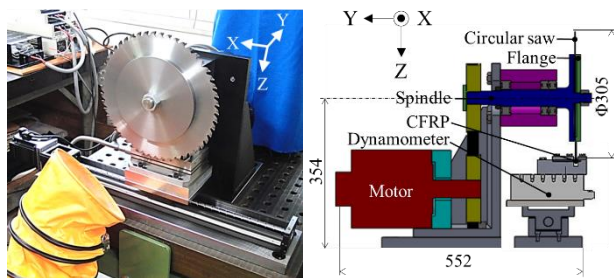 X
Y
Z
Y
X
Z
Circular saw
Flange
Spindle
CFRP
Dynamometer
Motor
Φ305
354
552